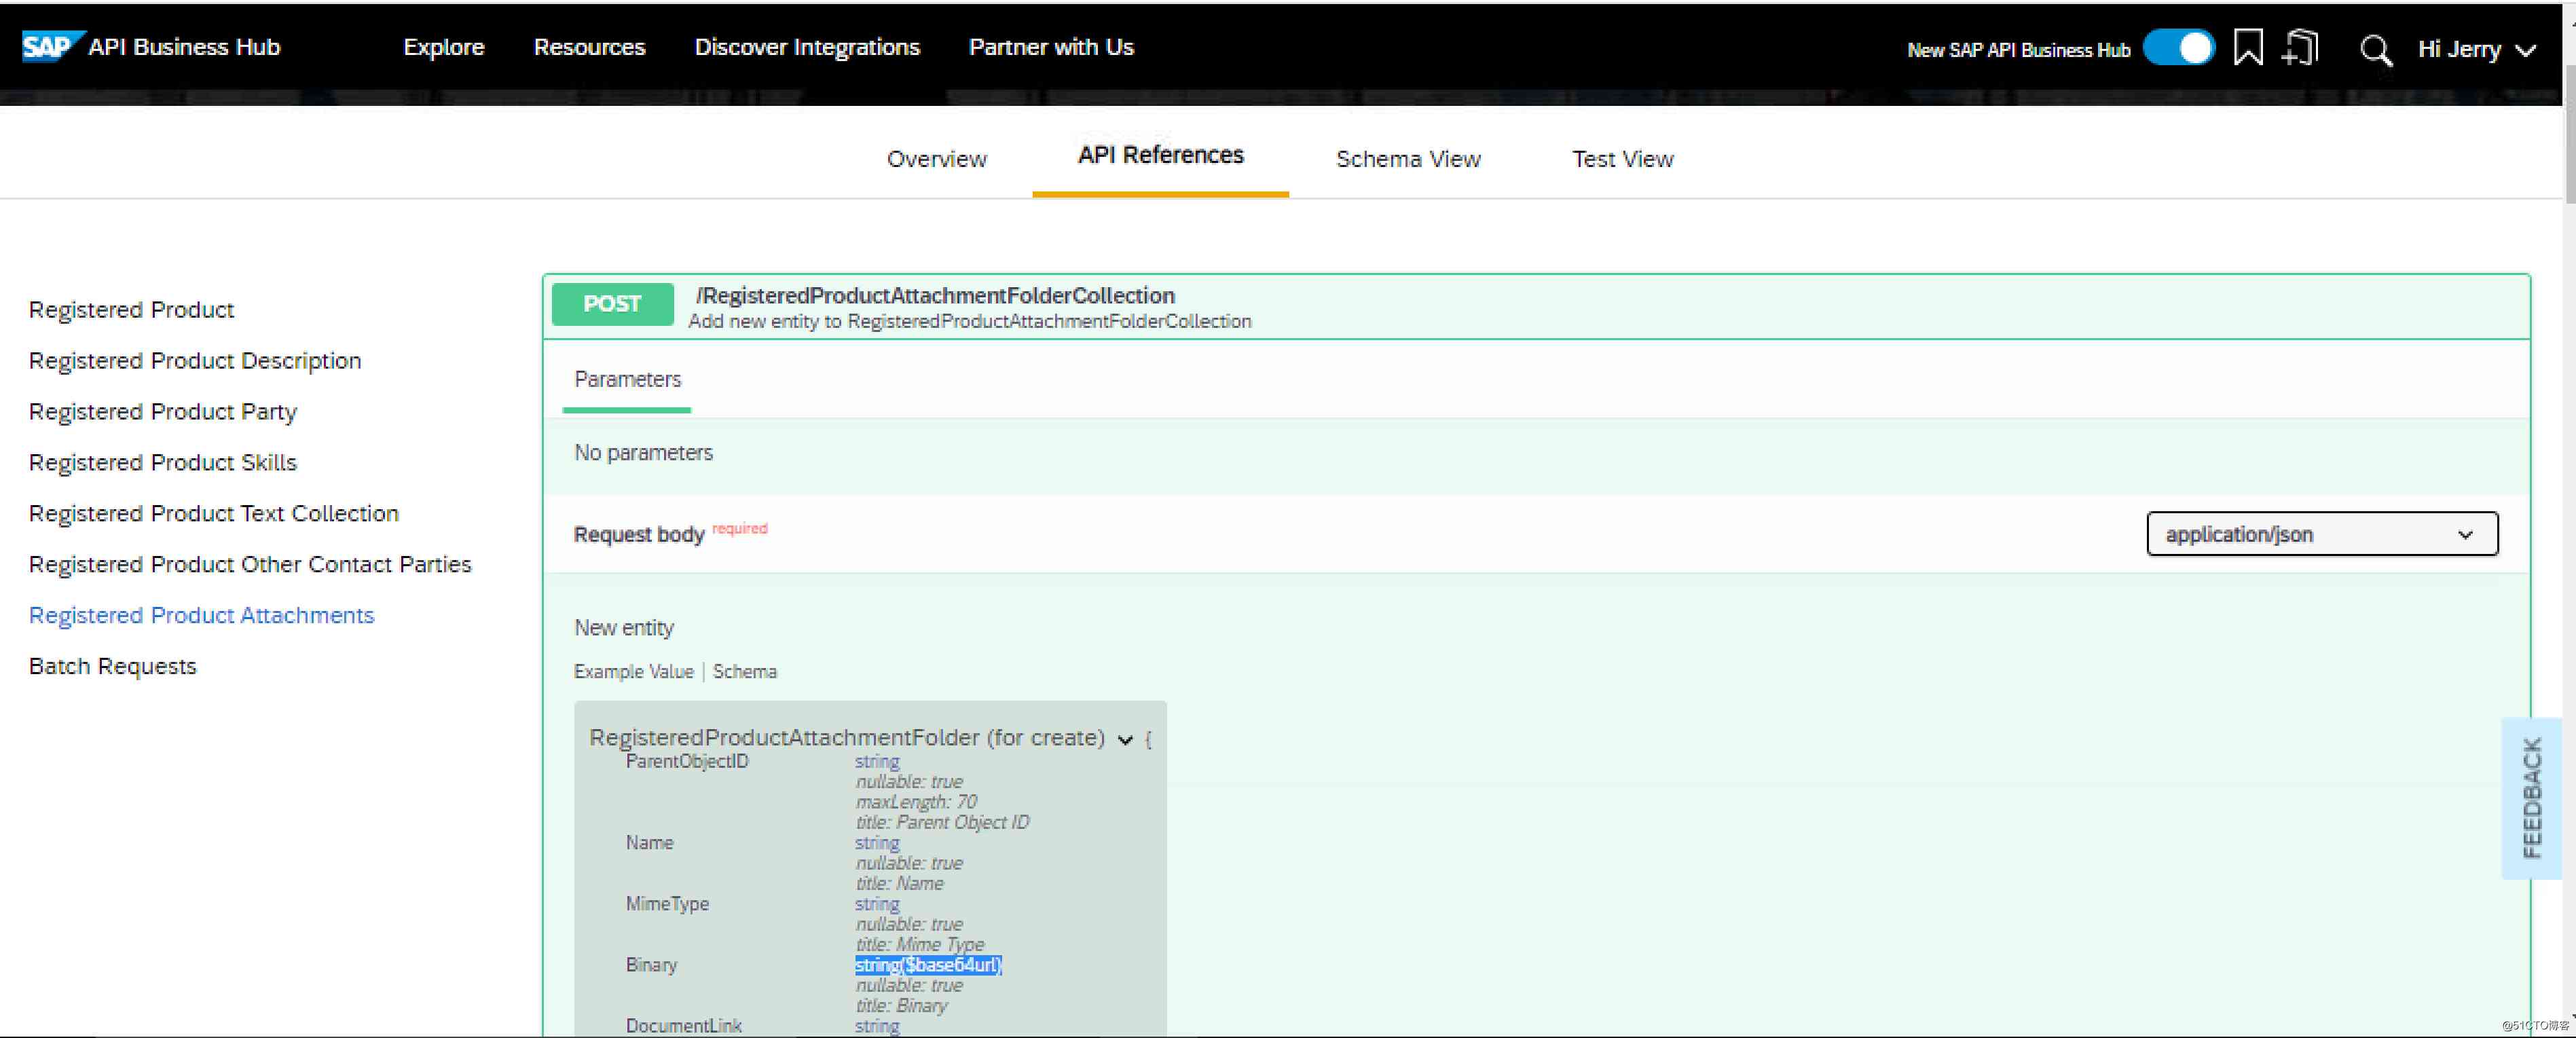 SAP API Business Hub Explore Resources Discover Integrations Partner with Us New SAP API Business Hub Hi Jerry
Overview API References Schema View Test View
Registered Product
Registered Product Description
Registered Product Party
Registered Product Skills
Registered Product Text Collection
Registered Product Other Contact Parties
Registered Product Attachments
Batch Requests
POST /RegisteredProductAttachmentFolderCollection
Add new entity to RegisteredProductAttachmentFolderCollection
Parameters
No parameters
Request body required application/json
New entity
Example Value | Schema
RegisteredProductAttachmentFolder (for create) {
ParentObjectID string
nullable: true
maxLength: 70
title: Parent Object ID
Name string
nullable: true
title: Name
MimeType string
nullable: true
title: Mime Type
Binary string($base64url)
nullable: true
title: Binary
DocumentLink string
FEEDBACK
@51CTO博客